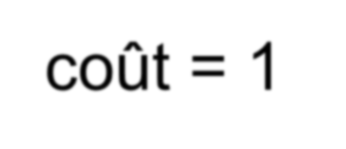 coût = 1